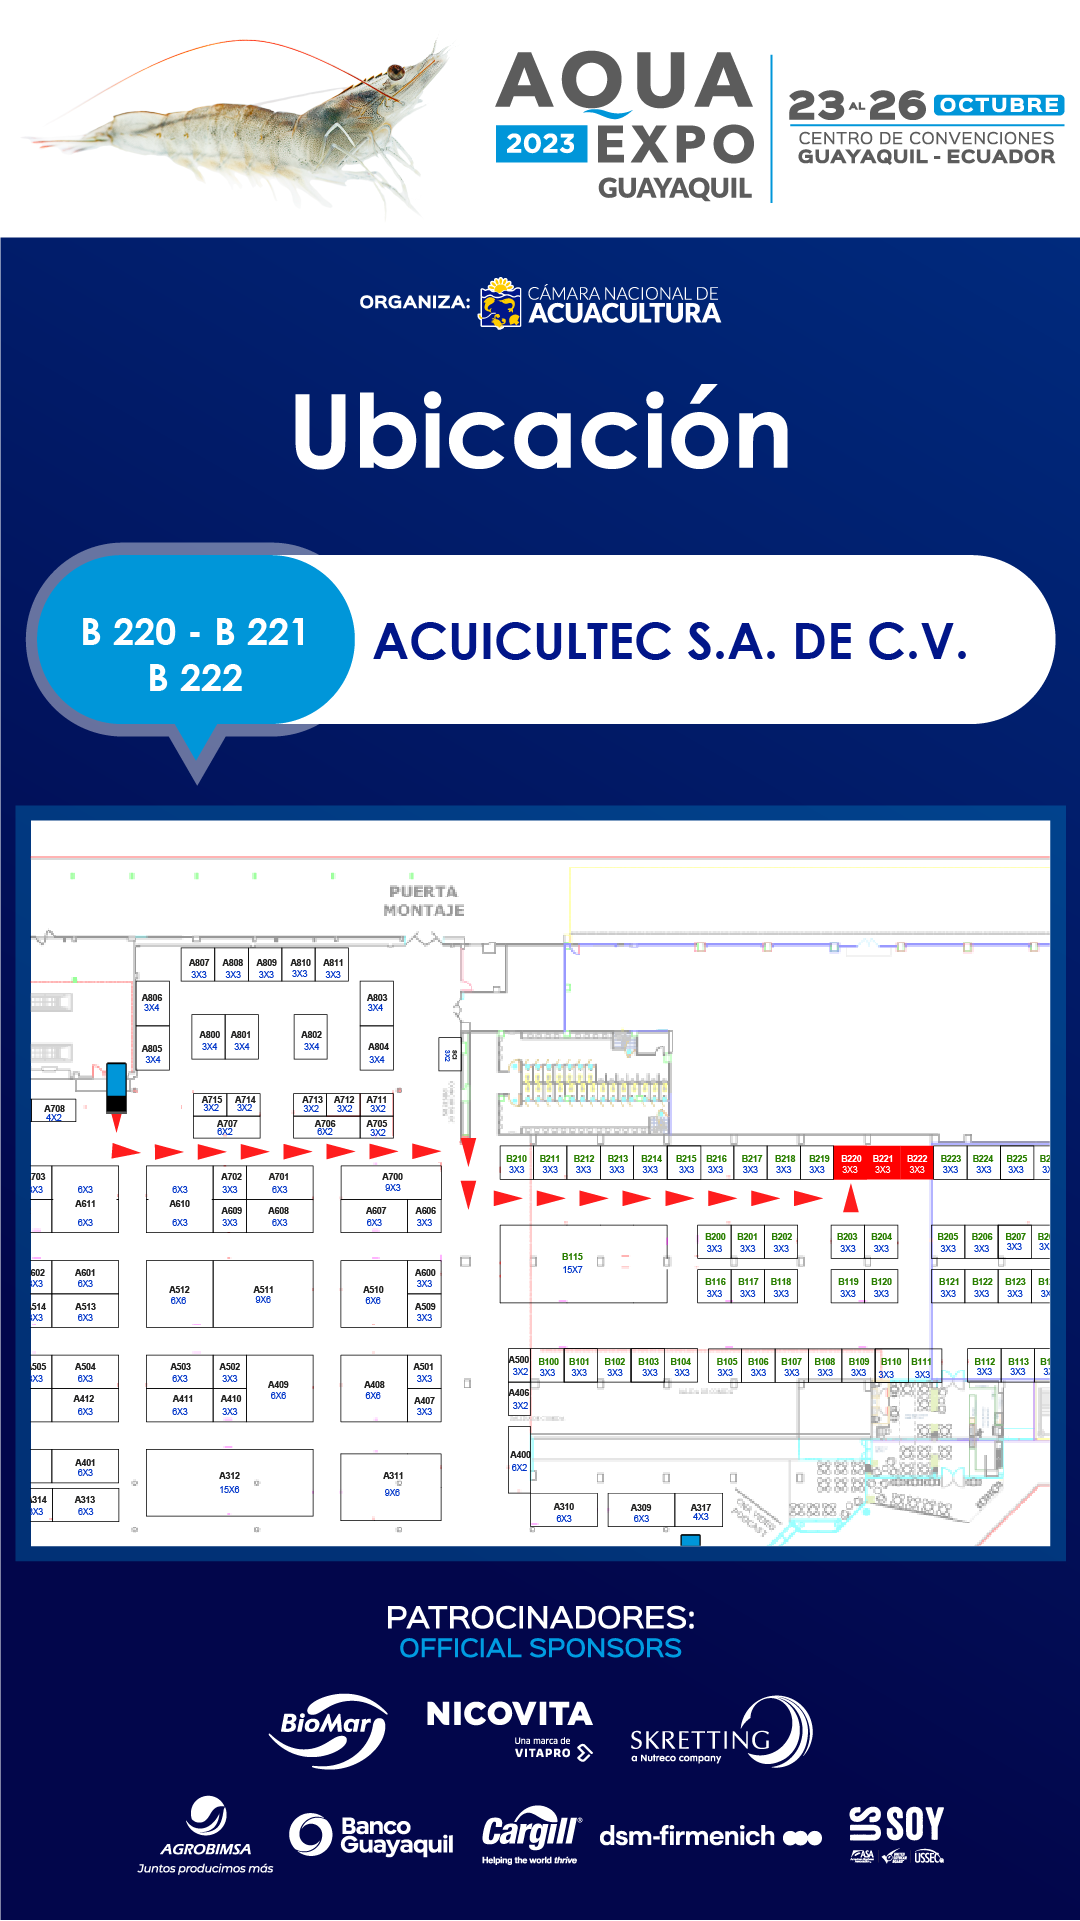 AQUA
2023 EXPO
GUAYAQUIL
23 AL 26 OCTUBRE
CENTRO DE CONVENCIONES
GUAYAQUIL - ECUADOR
ORGANIZA:
CÁMARA NACIONAL DE
ACUACULTURA
Ubicación
B 220 - B 221
B 222
ACUICULTEC S.A. DE C.V.
PUERTA
MONTAJE
A807 A808 A809 A810 A811
3X3 3X3 3X3 3X3 3X3
A806 A803
3X4 3X4
A800 A801 A802
3X4 3X4 3X4
A805 A804
3X4 3X4
3X2
A708
4X2
A715 A714 A713 A712 A711
3X2 3X2 3X2 3X2 3X2
A707 A706 A705
6X2 6X2 3X2
B210 B211 B212 B213 B214 B215 B216 B217 B218 B219 B220 B221 B222 B223 B224 B225
3X3 3X3 3X3 3X3 3X3 3X3 3X3 3X3 3X3 3X3 3X3 3X3 3X3 3X3 3X3 3X3
703 A702 A701 A700
X3 6X3 6X3 3X3 6X3 9X3
A611 A610 A609 A608 A607 A606
6X3 6X3 3X3 6X3 6X3 3X3
B115
15X7
B200 B201 B202 B203 B204 B205 B206 B207
3X3 3X3 3X3 3X3 3X3 3X3 3X3 3X3
B116 B117 B118 B119 B120 B121 B122 B123
3X3 3X3 3X3 3X3 3X3 3X3 3X3 3X3
602 A601 A600
X3 6X3 3X3
A512 A511 A510
6X6 9X6 6X6
514 A513 A509
X3 6X3 3X3
A500 B100 B101 B102 B103 B104 B105 B106 B107 B108 B109 B110 B111 B112 B113
3X2 3X3 3X3 3X3 3X3 3X3 3X3 3X3 3X3 3X3 3X3 3X3 3X3 3X3 3X3
505 A504 A503 A502 A501
X3 6X3 6X3 3X3 3X3
A409 A408
6X6 6X6
A412 A411 A410 A407 A406
6X3 6X3 3X3 3X3 3X2
A401 A400
6X3 6X2
A312 A311
15X6 9X6
314 A313 A310 A309 A317
X3 6X3 6X3 6X3 4X3
PATROCINADORES:
OFFICIAL SPONSORS
BioMar
NICOVITA
Una marca de
VITAPRO
SKRETTING
a Nutreco company
AGROBIMSA
Juntos producimos más
Banco
Guayaquil
Cargill®
Helping the world thrive
dsm-firmenich
US SOY
ASA
USSEC